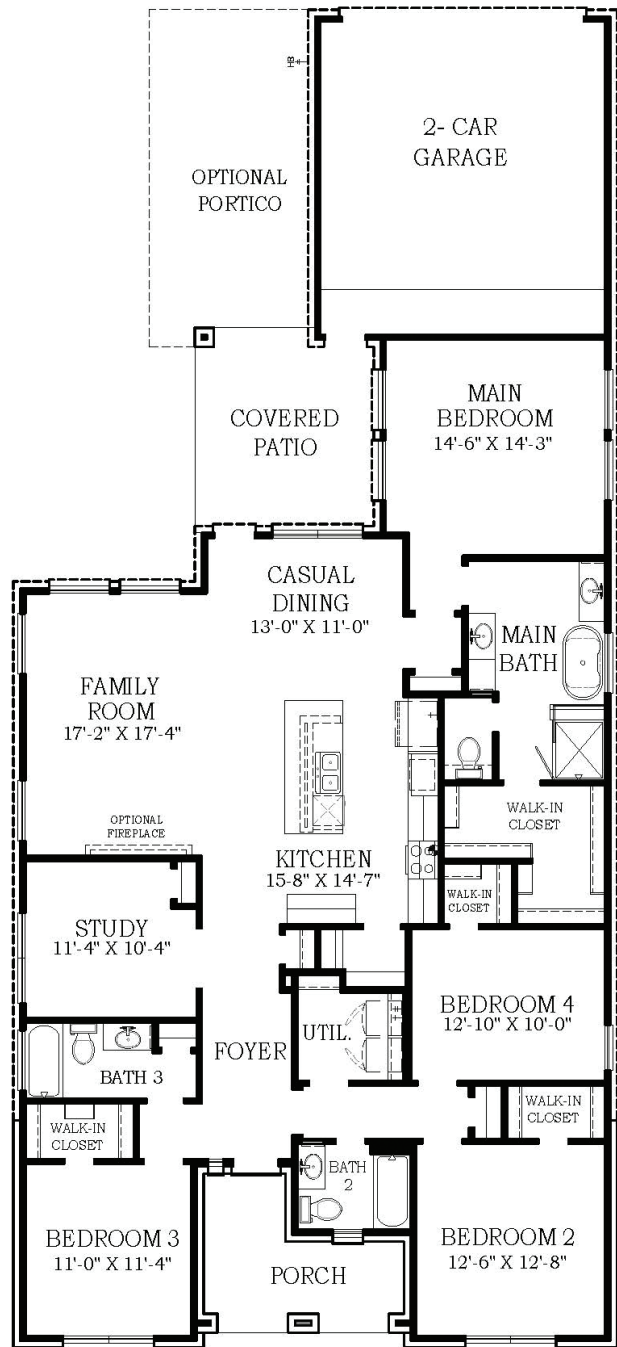 HB
2- CAR
GARAGE
OPTIONAL
PORTICO
MAIN
BEDROOM
14'-6" X 14'-3"
COVERED
PATIO
CASUAL
DINING
13'-0" X 11'-0"
MAIN
BATH
FAMILY
ROOM
17'-2" X 17'-4"
OPTIONAL
FIREPLACE
WALK-IN
CLOSET
KITCHEN
15'-8" X 14'-7"
WALK-IN
CLOSET
STUDY
11'-4" X 10'-4"
BEDROOM 4
12'-10" X 10'-0"
UTIL.
FOYER
BATH 3
WALK-IN
CLOSET
WALK-IN
CLOSET
BATH
2
BEDROOM 3
11'-0" X 11'-4"
BEDROOM 2
12'-6" X 12'-8"
PORCH